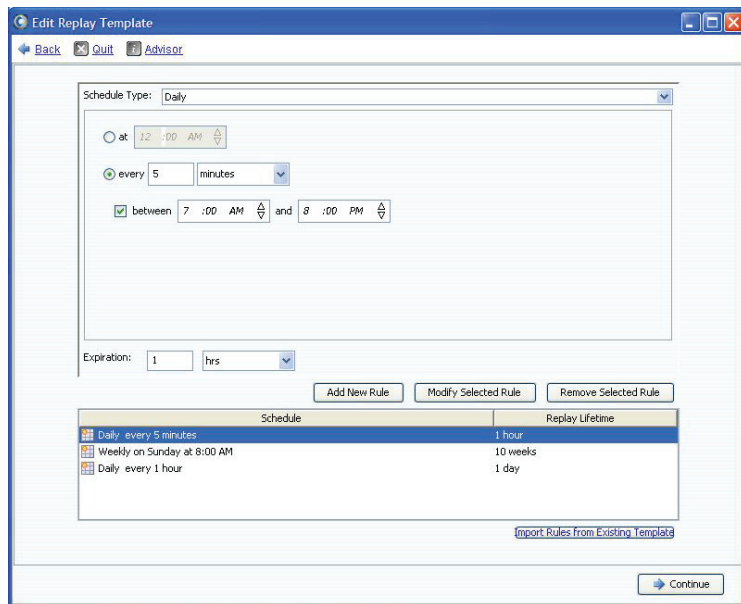 Edit Replay Template
Back Quit Advisor
Schedule Type: Daily
at 12 :00 AM
every 5 minutes
between 7 :00 AM and 8 :00 PM
Expiration: 1 hrs
Add New Rule Modify Selected Rule Remove Selected Rule
Schedule Replay Lifetime
Daily every 5 minutes 1 hour
Weekly on Sunday at 8:00 AM 10 weeks
Daily every 1 hour 1 day
Import Rules from Existing Template
Continue